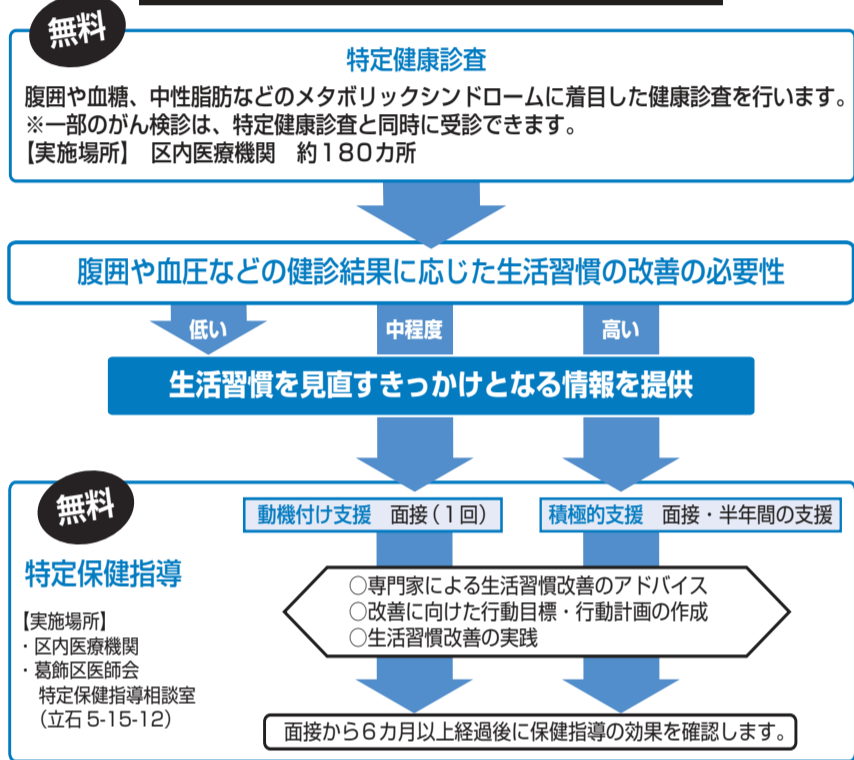 無料
特定健康診査
腹囲や血糖、中性脂肪などのメタボリックシンドロームに着目した健康診査を行います。
※一部のがん検診は、特定健康診査と同時に受診できます。
【実施場所】 区内医療機関 約180カ所
腹囲や血圧などの健診結果に応じた生活習慣の改善の必要性
低い 中程度 高い
生活習慣を見直すきっかけとなる情報を提供
無料
特定保健指導
【実施場所】
・区内医療機関
・葛飾区医師会
特定保健指導相談室
（立石 5-15-12）
動機付け支援 面接（1回）
積極的支援 面接・半年間の支援
○専門家による生活習慣改善のアドバイス
○改善に向けた行動目標・行動計画の作成
○生活習慣改善の実践
面接から6カ月以上経過後に保健指導の効果を確認します。